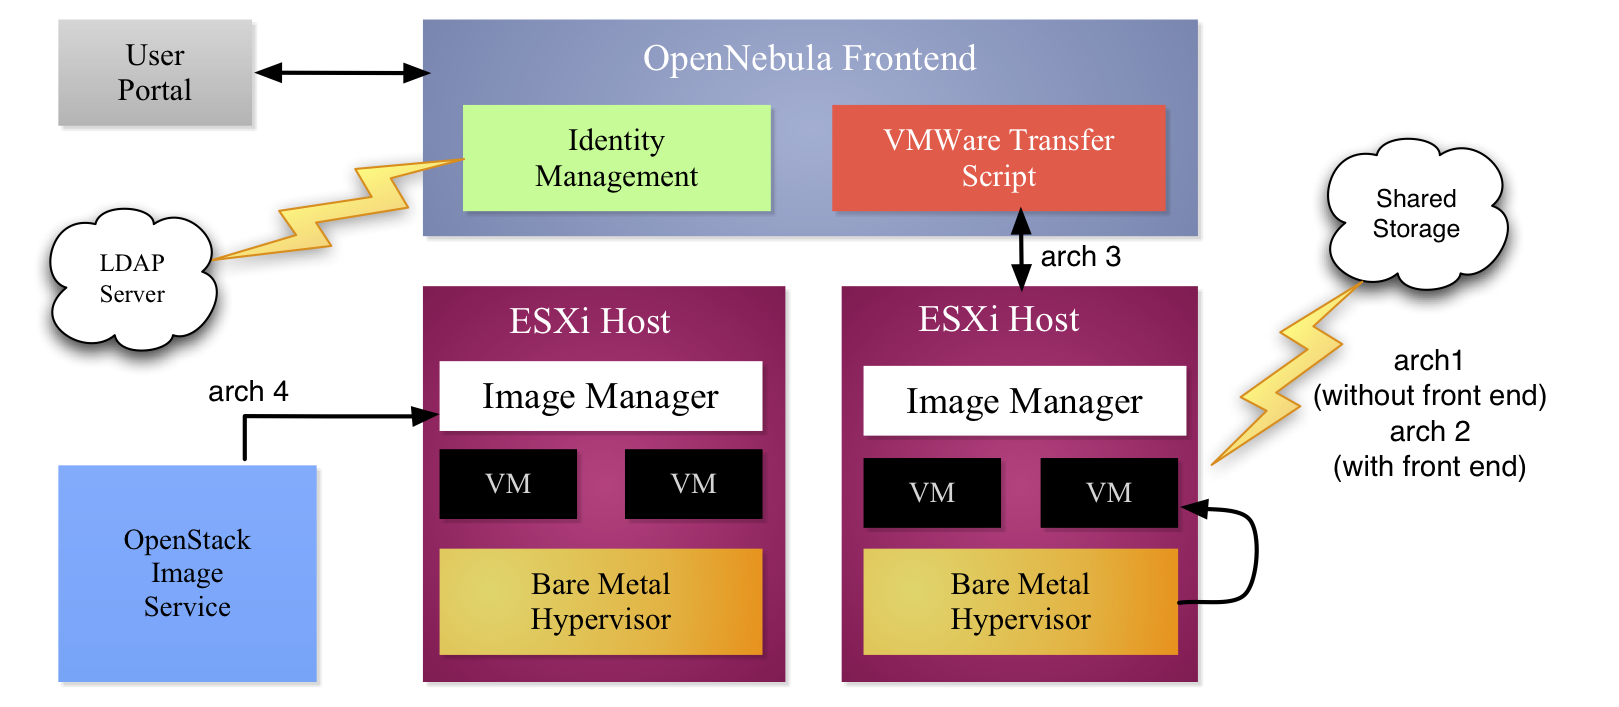 User
Portal
OpenNebula Frontend
Identity
Management
VMWare Transfer
Script
LDAP
Server
Shared
Storage
arch 3
ESXi Host
Image Manager
VM
VM
Bare Metal
Hypervisor
ESXi Host
Image Manager
VM
VM
Bare Metal
Hypervisor
arch1
(without front end)
arch 2
(with front end)
arch 4
OpenStack
Image
Service